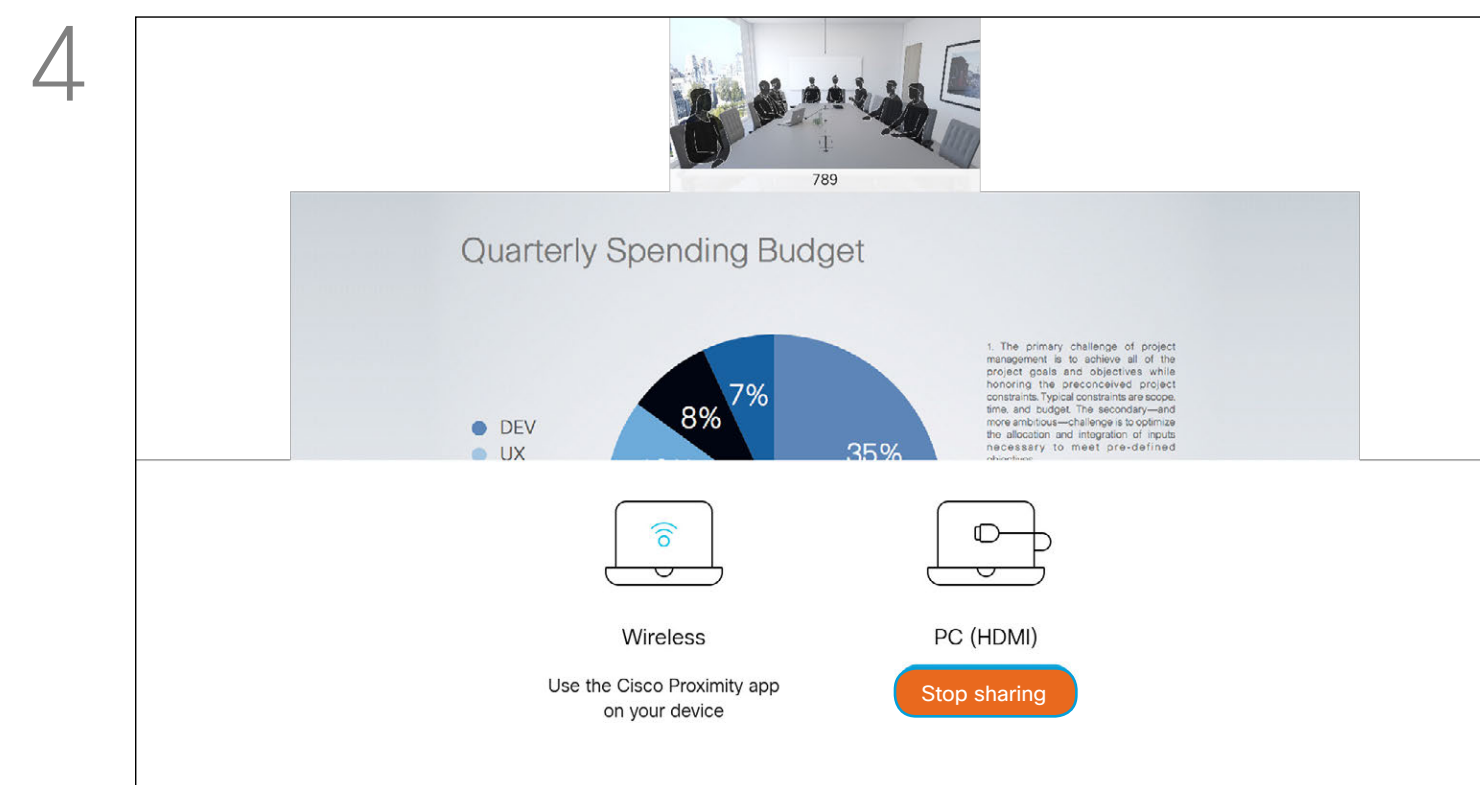 4
789
Quarterly Spending Budget
7%
8%
35%
DEV
UX
1. The primary challenge of project
management is to achieve all of the
project goals and objectives while
honoring the preconceived project
constraints. Typical constraints are scope,
time, and budget. The secondary—and
more ambitious—challenge is to optimize
the allocation and integration of inputs
necessary to meet pre-defined
objectives.
Wireless
PC (HDMI)
Use the Cisco Proximity app
on your device
Stop sharing